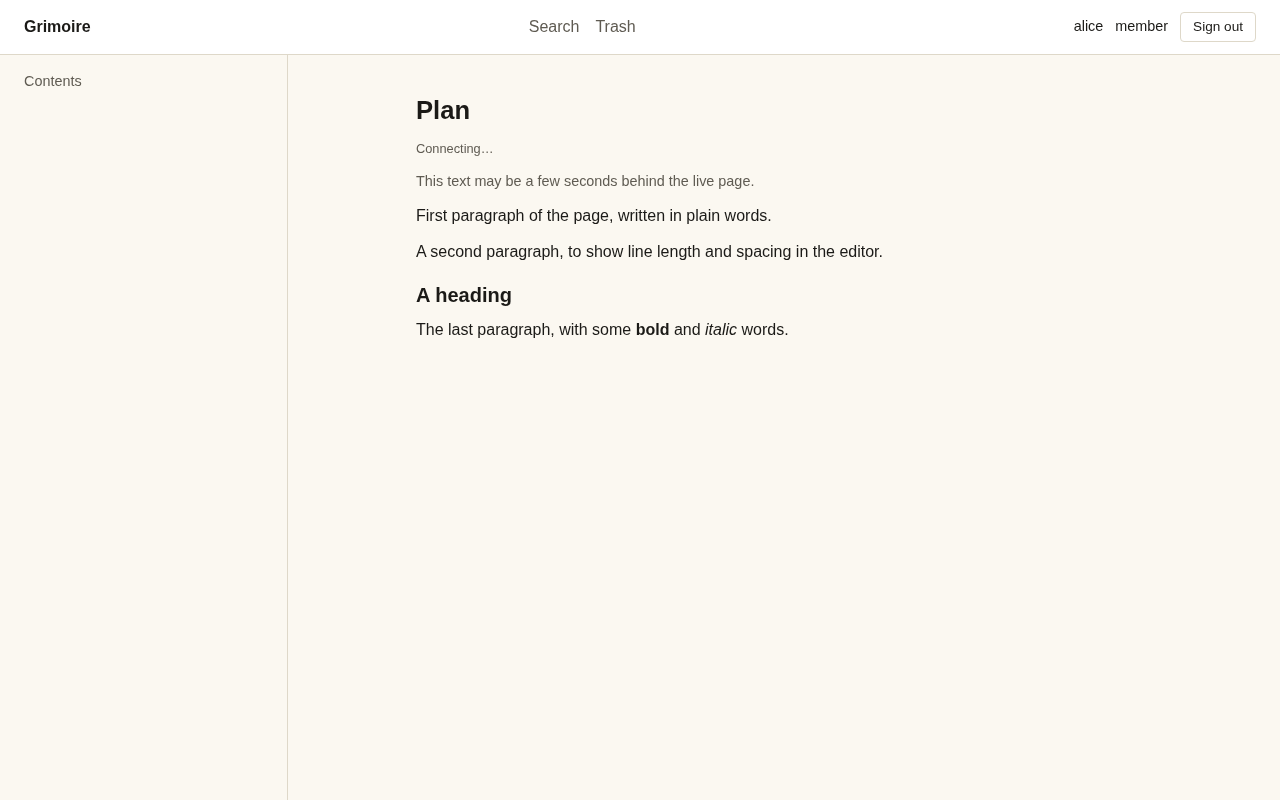 Grimoire
Search Trash
alice member Sign out
Contents
Plan
Connecting…
This text may be a few seconds behind the live page.
First paragraph of the page, written in plain words.
A second paragraph, to show line length and spacing in the editor.
A heading
The last paragraph, with some bold and italic words.